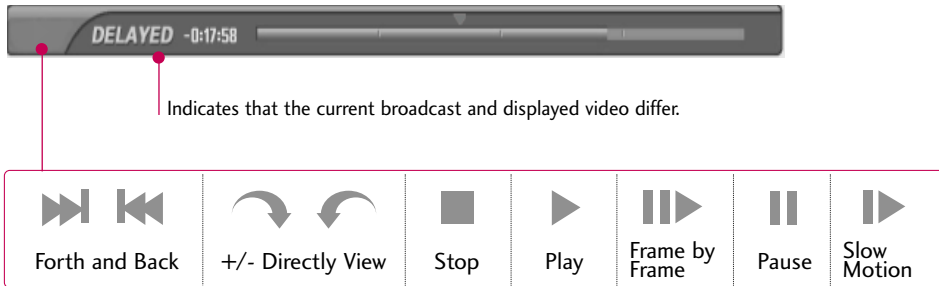 DELAYED -0:17:58
Indicates that the current broadcast and displayed video differ.
Forth and Back
+/- Directly View
Stop
Play
Frame by
Frame
Pause
Slow
Motion